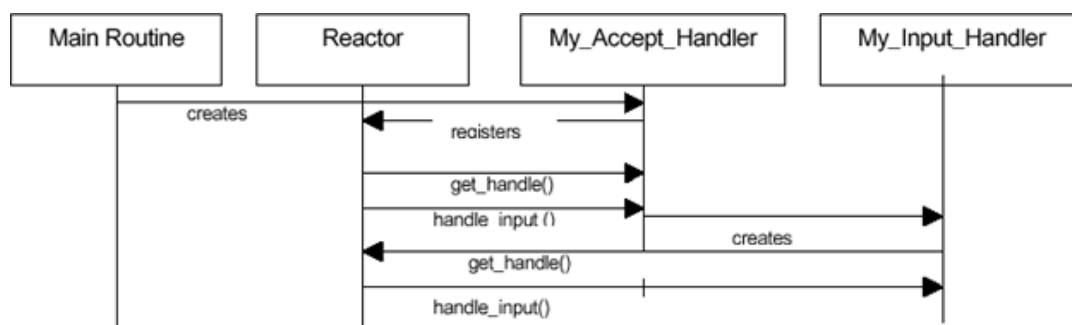 Main Routine
Reactor
My_Accept_Handler
My_Input_Handler
creates
registers
get_handle()
handle_input ()
creates
get_handle()
handle_input()